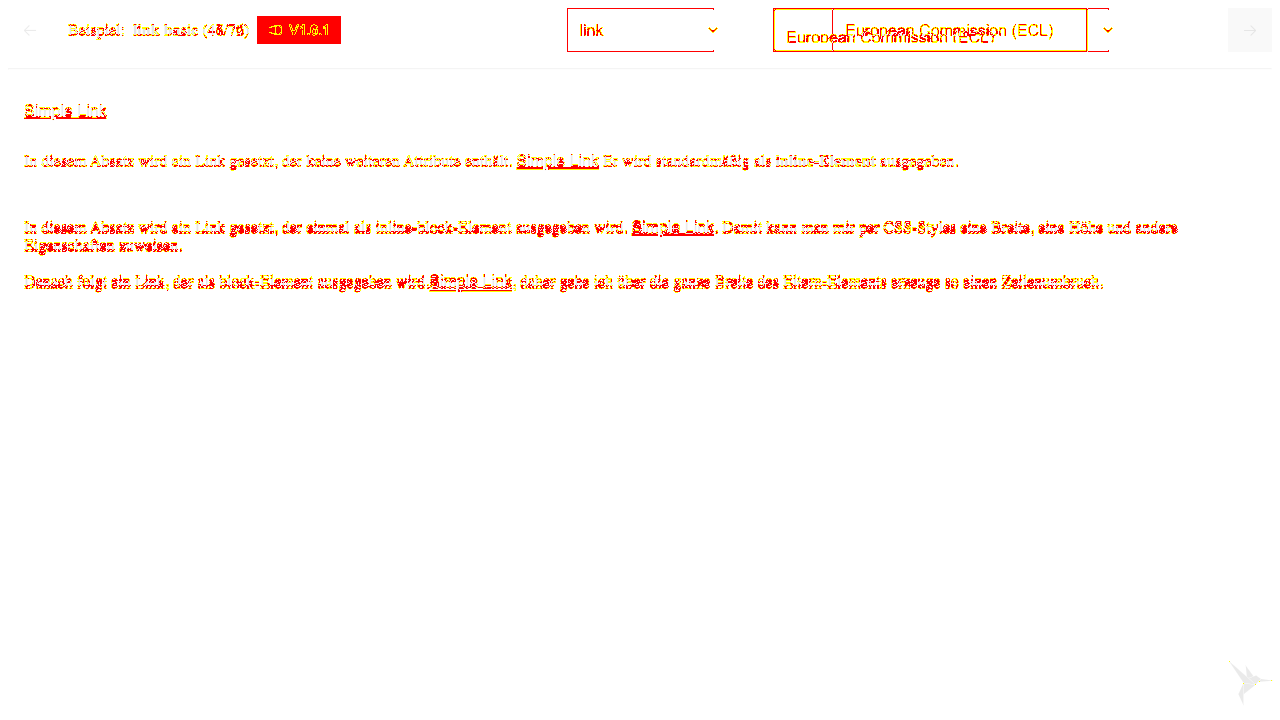 Beispiel: link basic (48/76) V1.0.1 link European Commission (ECL) European Commission (ECL)
Simple Link
In diesem Absatz wird ein Link gesetzt, der keine weiteren Attribute enthält. Simple Link Er wird standardmäßig als inline-Element ausgegeben.
In diesem Absatz wird ein Link gesetzt, der einmal als inline-block-Element ausgegeben wird. Simple Link. Damit kann man mir per CSS-Styles eine Breite, eine Höhe und andere
Eigenschaften zuweisen.
Danach folgt ein Link, der als block-Element ausgegeben wird.Simple Link, daher gehe ich über die ganze Breite des Eltern-Elements erzeuge so einen Zeilenumbruch.